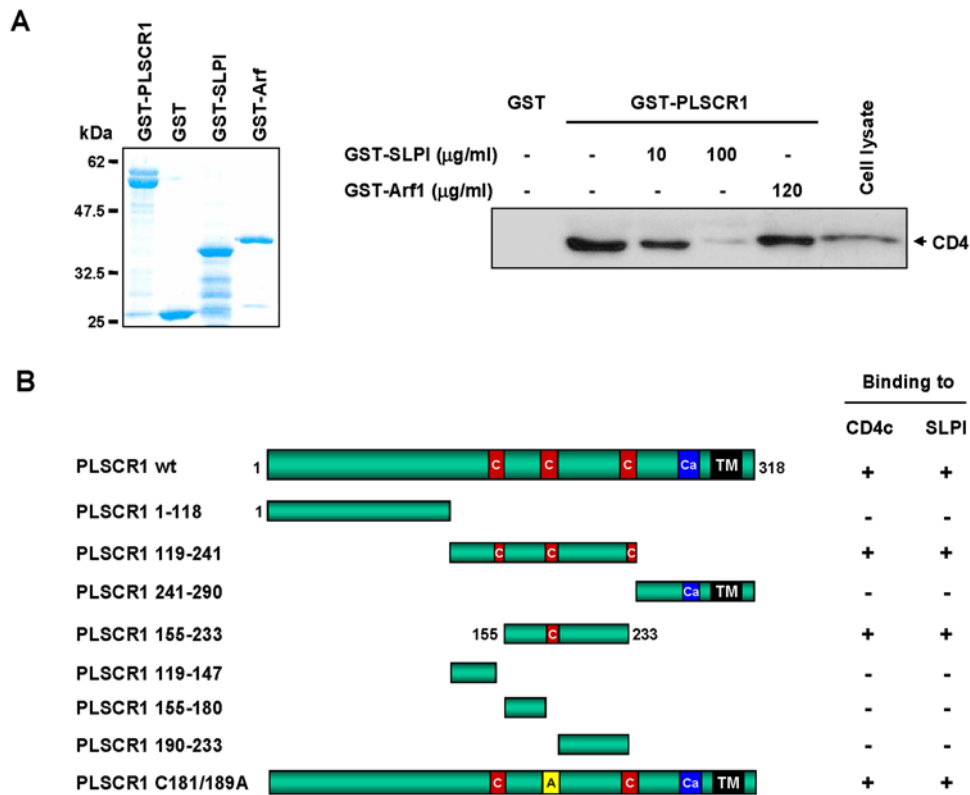 A
GST-PLSCR1
GST
GST-SLPI
GST-Arf
kDa
62
47.5
32.5
25
GST GST-PLSCR1
GST-SLPI (µg/ml) - - 10 100 -
GST-Arf1 (µg/ml) - - - - 120
Cell lysate
CD4
B
Binding to
CD4c SLPI
PLSCR1 wt 1 C C C Ca TM 318 + +
PLSCR1 1-118 1 - -
PLSCR1 119-241 C C C + +
PLSCR1 241-290 Ca TM - -
PLSCR1 155-233 155 C 233 + +
PLSCR1 119-147 - -
PLSCR1 155-180 - -
PLSCR1 190-233 - -
PLSCR1 C181/189A C A C Ca TM + +